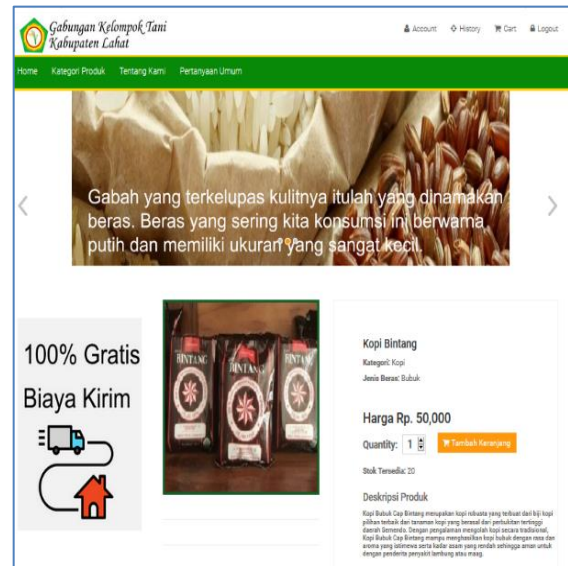 Gabungan Kelompok Tani
Kabupaten Lahat
Account History Cart Logout
Home Kategori Produk Tentang Kami Pertanyaan Umum
Gabah yang terkelupas kulitnya itulah yang dinamakan
beras. Beras yang sering kita konsumsi ini berwarna
putih dan memiliki ukuran yang sangat kecil.
100% Gratis
Biaya Kirim
BINTANG
BINTANG
BINTANG
Kopi Bintang
Kategori: Kopi
Jenis Beras: Bubuk
Harga Rp. 50,000
Quantity: 1 Tambah Keranjang
Stok Tersedia: 20
Deskripsi Produk
Kopi Bubuk Cap Bintang merupakan kopi robusta yang terbuat dari biji kopi
pilihan terbaik dari tanaman kopi yang berasal dari perbukitan tertinggi
daerah Semendo. Dengan pengalaman mengolah kopi secara tradisional,
Kopi Bubuk Cap Bintang mampu menghasilkan kopi bubuk dengan rasa dan
aroma yang istimewa serta kadar asam yang rendah sehingga aman untuk
dengan penderita penyakit lambung atau maag.